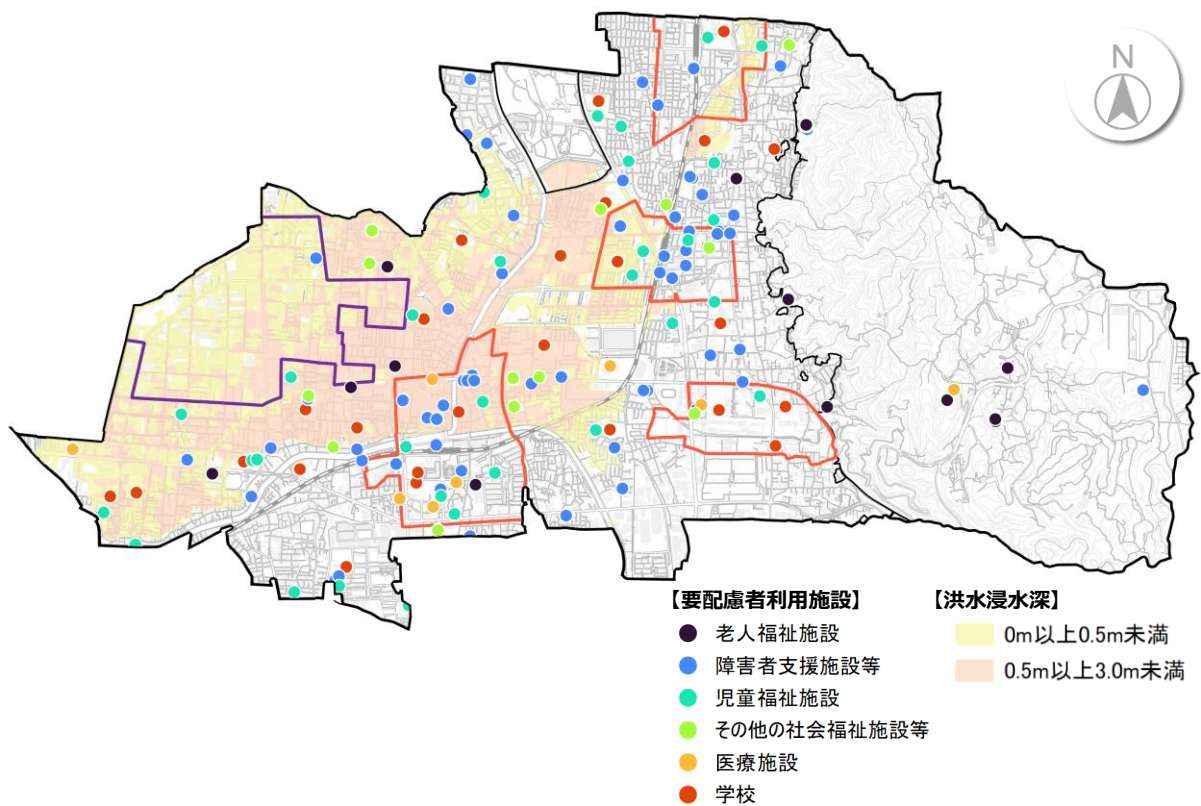 N
【要配慮者利用施設】
老人福祉施設
障害者支援施設等
児童福祉施設
その他の社会福祉施設等
医療施設
学校
【洪水浸水深】
0m以上0.5m未満
0.5m以上3.0m未満